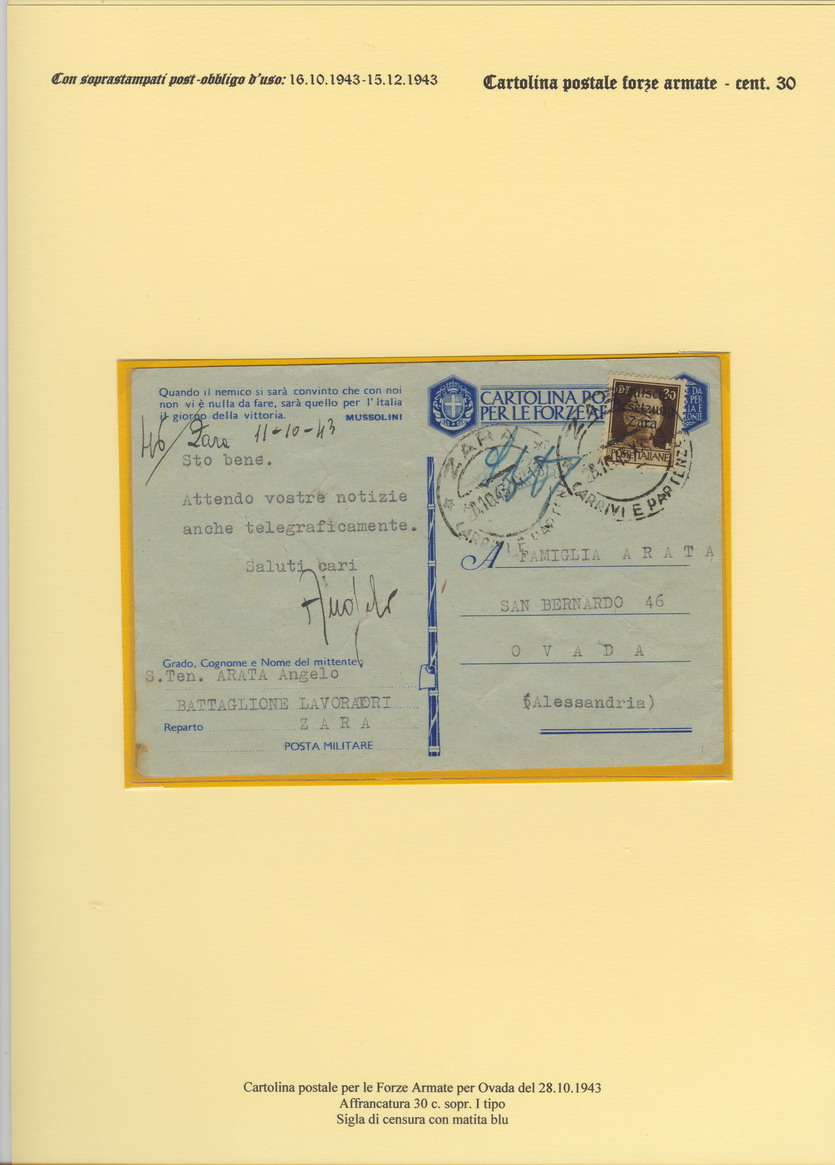 Con soprastampati post-obbligo d'uso: 16.10.1943-15.12.1943
Cartolina postale forze armate - cent. 30
Quando il nemico si sarà convinto che con noi
non vi è nulla da fare, sarà quello per l'Italia
il giorno della vittoria. MUSSOLINI
46 Zara 11-10-43
Sto bene.
Attendo vostre notizie
anche telegraficamente.
Saluti cari
Angelo
Grado, Cognome e Nome del mittente
S.Ten. ARATA Angelo
BATTAGLIONE LAVORATORI
Reparto Z A R A
POSTA MILITARE
CARTOLINA PO
PER LE FORZE AR
30
Zara
POSTE ITALIANE
ZARA
28.10.43
ARRIVI E PARTENZE
A FAMIGLIA A R A T A
SAN BERNARDO 46
O V A D A
(Alessandria)
Cartolina postale per le Forze Armate per Ovada del 28.10.1943
Affrancatura 30 c. sopr. I tipo
Sigla di censura con matita blu